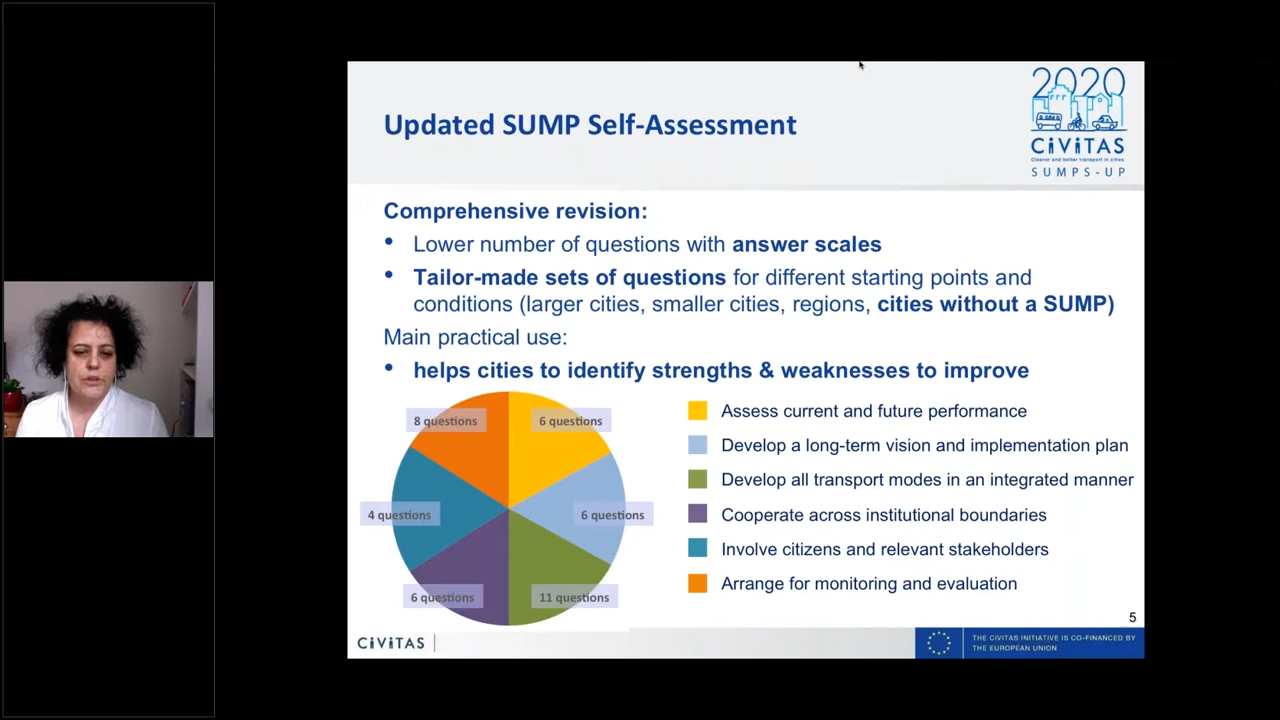 Updated SUMP Self-Assessment
2020
CiViTAS
Cleaner and better transport in cities
SUMPS-UP
Comprehensive revision:
• Lower number of questions with answer scales
• Tailor-made sets of questions for different starting points and
conditions (larger cities, smaller cities, regions, cities without a SUMP)
Main practical use:
• helps cities to identify strengths & weaknesses to improve
8 questions
6 questions
4 questions
6 questions
6 questions
11 questions
Assess current and future performance
Develop a long-term vision and implementation plan
Develop all transport modes in an integrated manner
Cooperate across institutional boundaries
Involve citizens and relevant stakeholders
Arrange for monitoring and evaluation
5
CiViTAS
THE CIVITAS INITIATIVE IS CO-FINANCED BY
THE EUROPEAN UNION